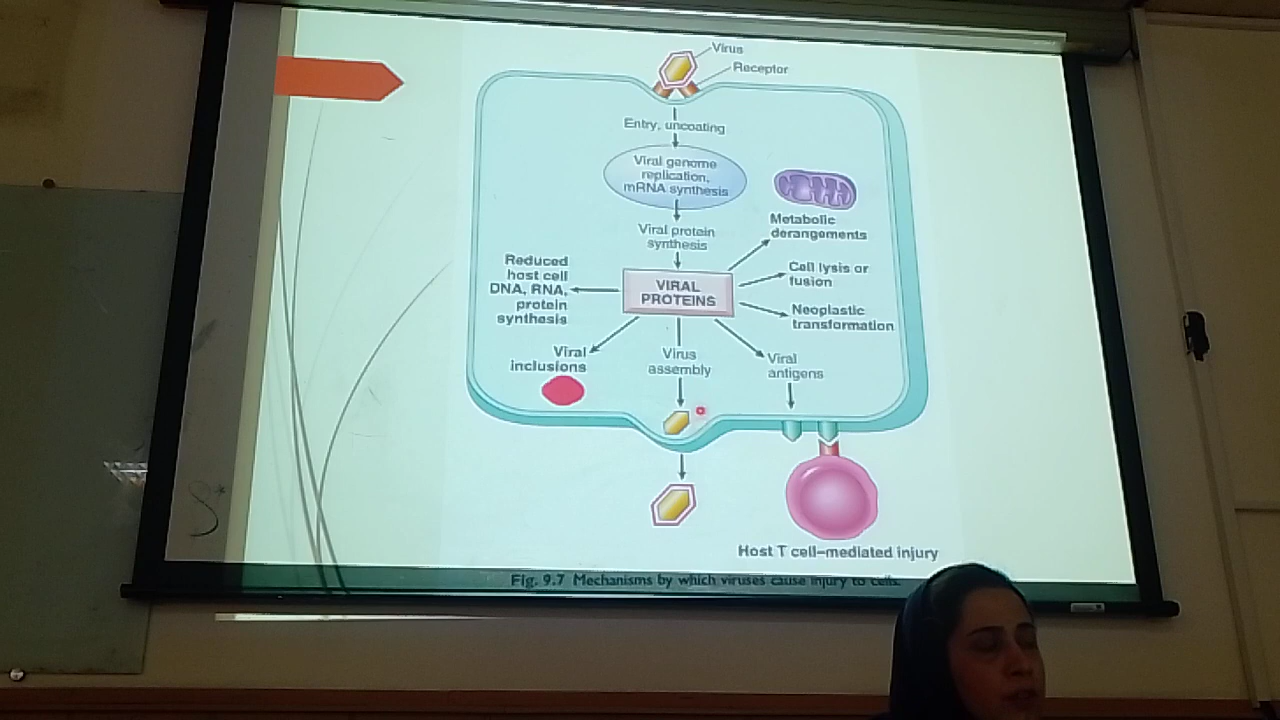 Virus
Receptor
Entry, uncoating
Viral genome
replication,
mRNA synthesis
Metabolic
derangements
Viral protein
synthesis
Reduced
host cell
DNA, RNA,
protein
synthesis
VIRAL
PROTEINS
Cell lysis or
fusion
Neoplastic
transformation
Viral
inclusions
Virus
assembly
Viral
antigens
Host T cell–mediated injury
Fig. 9.7 Mechanisms by which viruses cause injury to cells.